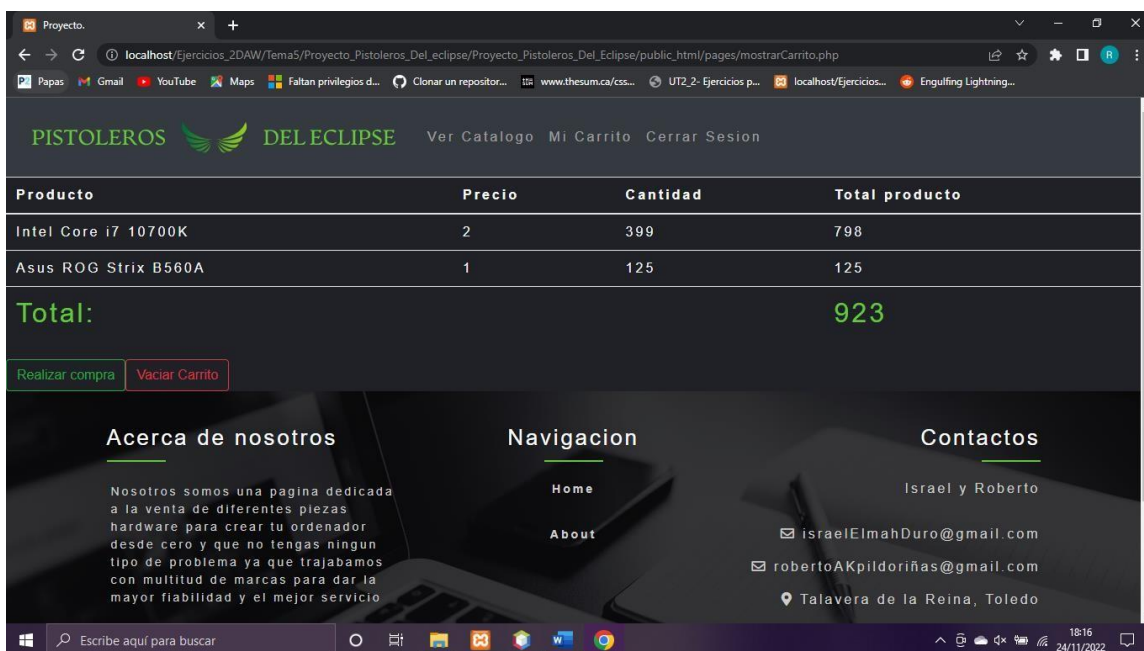 Proyecto.
localhost/Ejercicios_2DAW/Tema5/Proyecto_Pistoleros_Del_eclipse/Proyecto_Pistoleros_Del_Eclipse/public_html/pages/mostrarCarrito.php
R
Papas Gmail YouTube Maps Faltan privilegios d... Clonar un repositor... www.thesum.ca/css... UT2_2- Ejercicios p... localhost/Ejercicios... Engulfing Lightning...
PISTOLEROS DEL ECLIPSE Ver Catalogo Mi Carrito Cerrar Sesion
Producto Precio Cantidad Total producto
Intel Core i7 10700K 2 399 798
Asus ROG Strix B560A 1 125 125
Total: 923
Realizar compra Vaciar Carrito
Acerca de nosotros
Nosotros somos una pagina dedicada
a la venta de diferentes piezas
hardware para crear tu ordenador
desde cero y que no tengas ningun
tipo de problema ya que trajabamos
con multitud de marcas para dar la
mayor fiabilidad y el mejor servicio
Navigacion
Home
About
Contactos
Israel y Roberto
israelElmahDuro@gmail.com
robertoAKpildoriñas@gmail.com
Talavera de la Reina, Toledo
Escribe aquí para buscar
18:16
24/11/2022